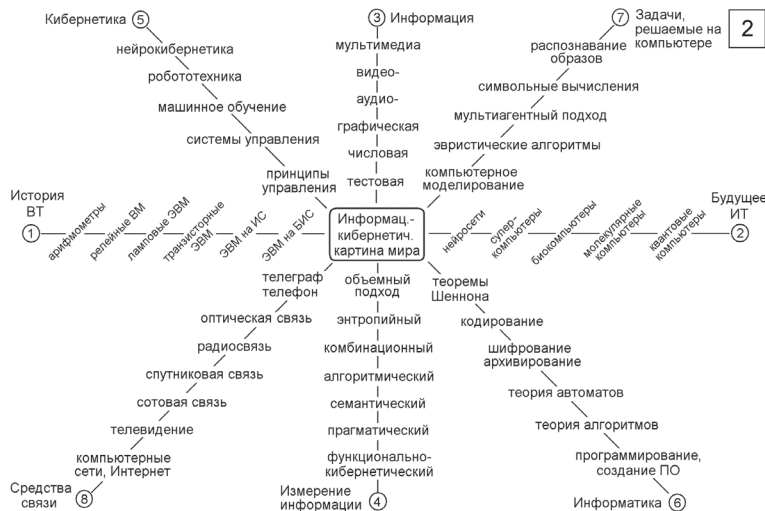 Кибернетика 5
нейрокибернетика
робототехника
машинное обучение
системы управления
принципы
управления
3 Информация
мультимедиа
видео-
аудио-
графическая
числовая
тестовая
7 Задачи,
решаемые на
компьютере
2
распознавание
образов
символьные вычисления
мультиагентный подход
эвристические алгоритмы
компьютерное
моделирование
История
ВТ
1
арифмометры
релейные ВМ
ламповые ЭВМ
транзисторные
ЭВМ
ЭВМ на ИС
ЭВМ на БИС
Информац.-
кибернетич.
картина мира
нейросети
супер-
компьютеры
биокомпьютеры
молекулярные
компьютеры
квантовые
компьютеры
Будущее
ИТ
2
телеграф
телефон
оптическая связь
радиосвязь
спутниковая связь
сотовая связь
телевидение
компьютерные
сети, Интернет
Средства
связи 8
объемный
подход
энтропийный
комбинационный
алгоритмический
семантический
прагматический
функционально-
кибернетический
Измерение
информации 4
теоремы
Шеннона
кодирование
шифрование
архивирование
теория автоматов
теория алгоритмов
программирование,
создание ПО
Информатика 6